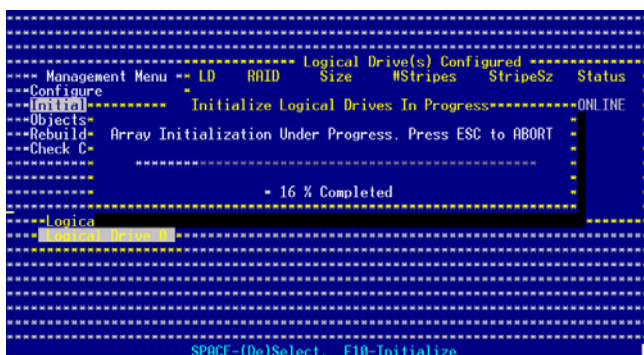 Logical Drive(s) Configured
Management Menu LD RAID Size #Stripes StripeSz Status
Configure
Initial Initialize Logical Drives In Progress ONLINE
Objects
Rebuild Array Initialization Under Progress. Press ESC to ABORT
Check C
16 % Completed
Logica
Logical Drive 0
SPACE-(De)Select, F10-Initialize